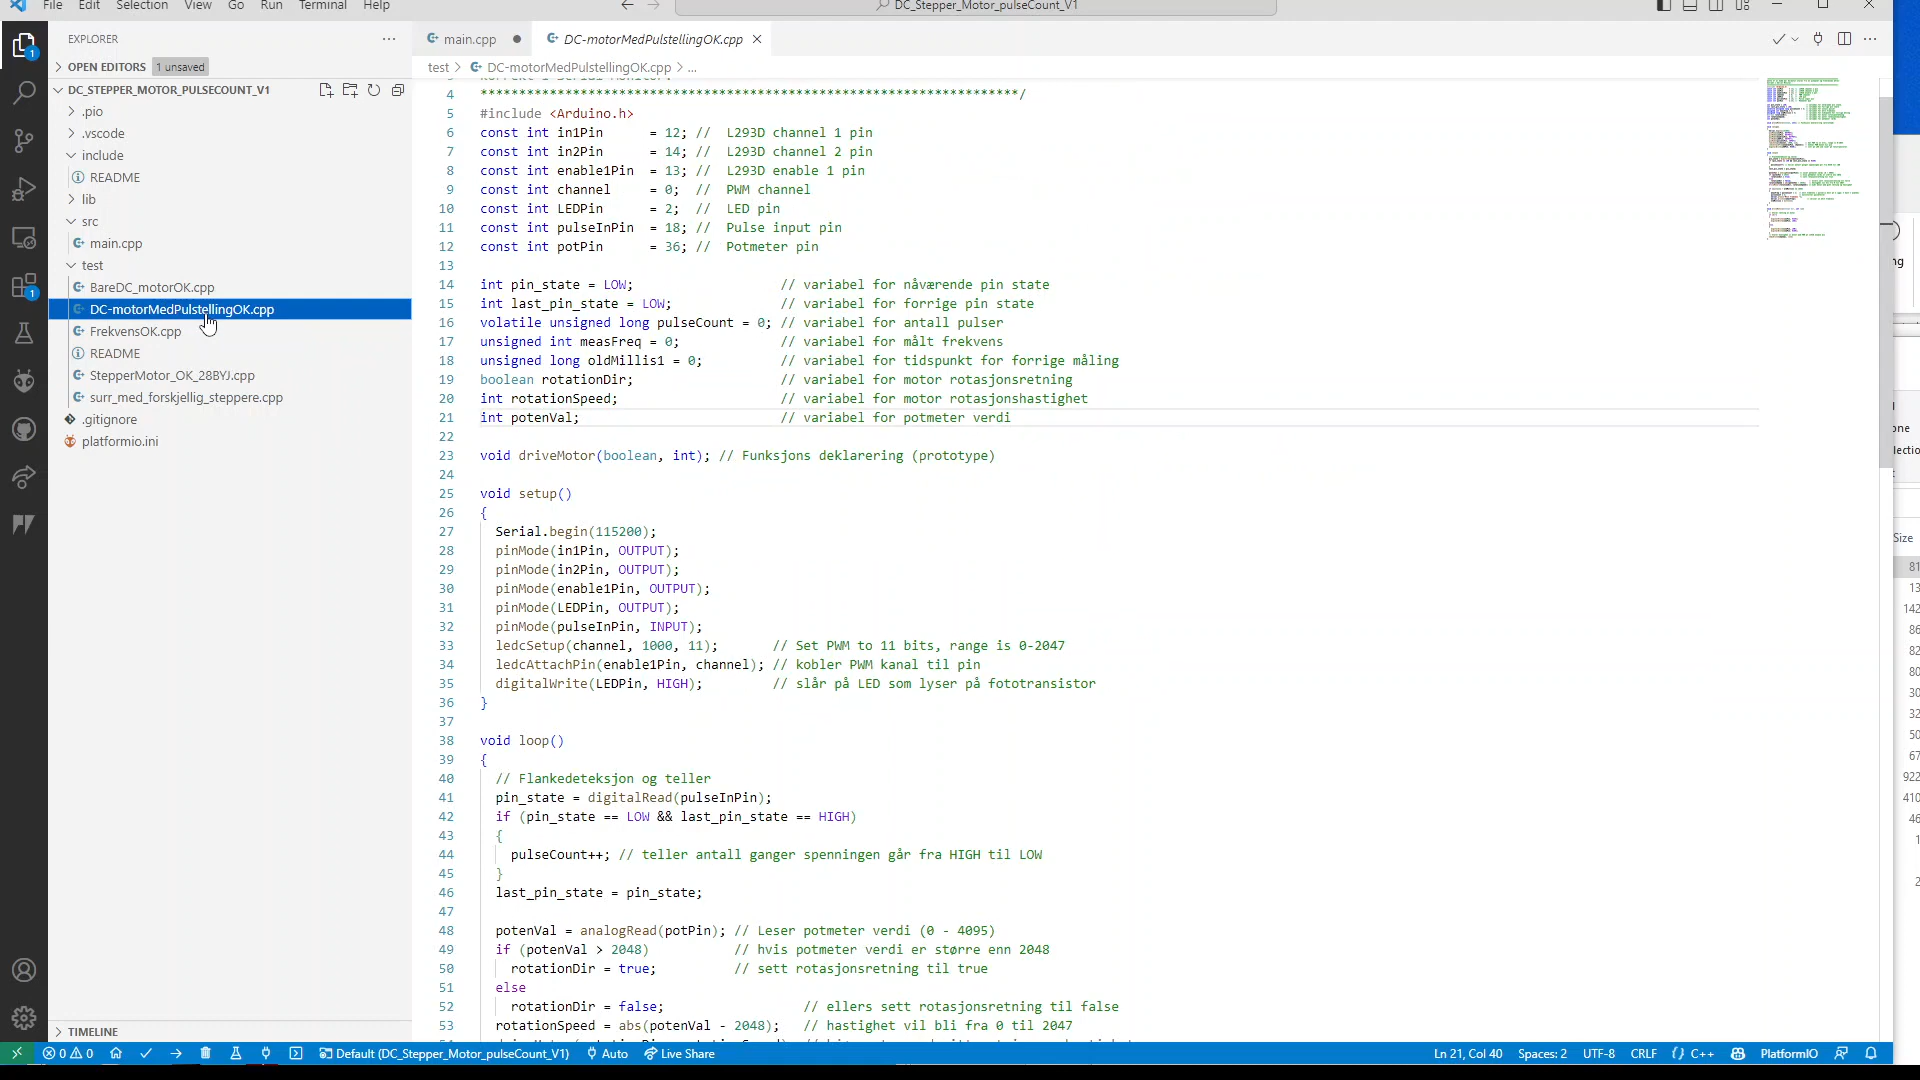 File Edit Selection View Go Run Terminal Help
DC_Stepper_Motor_pulseCount_V1
EXPLORER
OPEN EDITORS 1 unsaved
DC_STEPPER_MOTOR_PULSECOUNT_V1
.pio
.vscode
include
README
lib
src
main.cpp
test
BareDC_motorOK.cpp
DC-motorMedPulstellingOK.cpp
FrekvensOK.cpp
README
StepperMotor_OK_28BYJ.cpp
surr_med_forskjellig_steppere.cpp
.gitignore
platformio.ini
TIMELINE
main.cpp
DC-motorMedPulstellingOK.cpp
test > DC-motorMedPulstellingOK.cpp > ...
4 **********************************************************************/
5 #include <Arduino.h>
6 const int in1Pin = 12; // L293D channel 1 pin
7 const int in2Pin = 14; // L293D channel 2 pin
8 const int enable1Pin = 13; // L293D enable 1 pin
9 const int channel = 0; // PWM channel
10 const int LEDPin = 2; // LED pin
11 const int pulseInPin = 18; // Pulse input pin
12 const int potPin = 36; // Potmeter pin
13
14 int pin_state = LOW; // variabel for nåværende pin state
15 int last_pin_state = LOW; // variabel for forrige pin state
16 volatile unsigned long pulseCount = 0; // variabel for antall pulser
17 unsigned int measFreq = 0; // variabel for målt frekvens
18 unsigned long oldMillis1 = 0; // variabel for tidspunkt for forrige måling
19 boolean rotationDir; // variabel for motor rotasjonsretning
20 int rotationSpeed; // variabel for motor rotasjonshastighet
21 int potenVal; // variabel for potmeter verdi
22
23 void driveMotor(boolean, int); // Funksjons deklarering (prototype)
24
25 void setup()
26 {
27 Serial.begin(115200);
28 pinMode(in1Pin, OUTPUT);
29 pinMode(in2Pin, OUTPUT);
30 pinMode(enable1Pin, OUTPUT);
31 pinMode(LEDPin, OUTPUT);
32 pinMode(pulseInPin, INPUT);
33 ledcSetup(channel, 1000, 11); // Set PWM to 11 bits, range is 0-2047
34 ledcAttachPin(enable1Pin, channel); // kobler PWM kanal til pin
35 digitalWrite(LEDPin, HIGH); // slår på LED som lyser på fototransistor
36 }
37
38 void loop()
39 {
40 // Flankedeteksjon og teller
41 pin_state = digitalRead(pulseInPin);
42 if (pin_state == LOW && last_pin_state == HIGH)
43 {
44 pulseCount++; // teller antall ganger spenningen går fra HIGH til LOW
45 }
46 last_pin_state = pin_state;
47
48 potenVal = analogRead(potPin); // Leser potmeter verdi (0 - 4095)
49 if (potenVal > 2048) // hvis potmeter verdi er større enn 2048
50 rotationDir = true; // sett rotasjonsretning til true
51 else
52 rotationDir = false; // ellers sett rotasjonsretning til false
53 rotationSpeed = abs(potenVal - 2048); // hastighet vil bli fra 0 til 2047
0 0 Default (DC_Stepper_Motor_pulseCount_V1) Auto Live Share
Ln 21, Col 40 Spaces: 2 UTF-8 CRLF {} C++ PlatformIO
Size